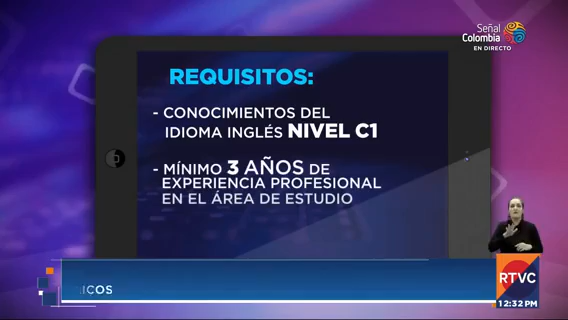 Señal
Colombia
EN DIRECTO
REQUISITOS:
- CONOCIMIENTOS DEL
IDIOMA INGLÉS NIVEL C1
- MÍNIMO 3 AÑOS DE
EXPERIENCIA PROFESIONAL
EN EL ÁREA DE ESTUDIO
RTVC
12:32 PM